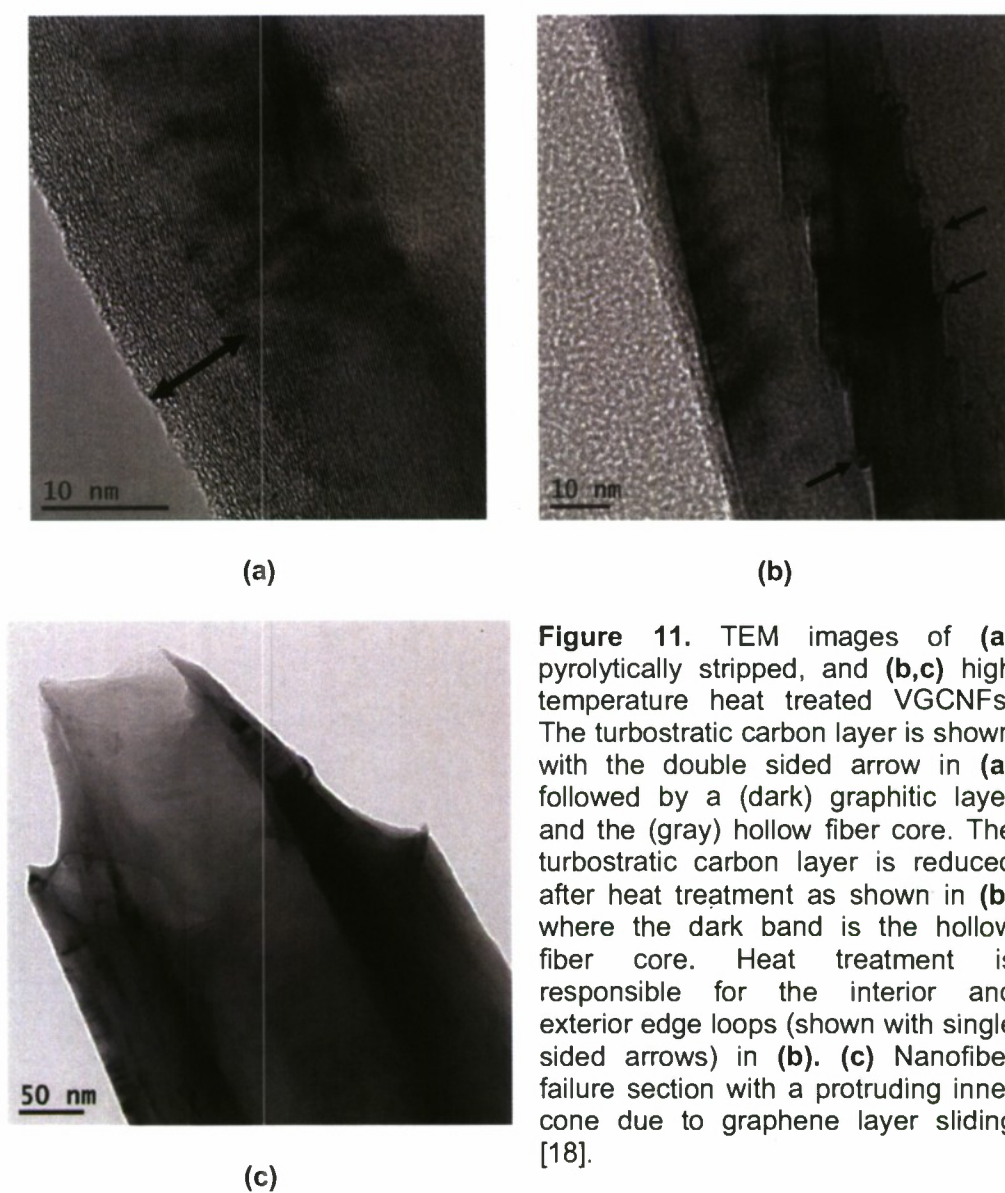 10 nm
10 nm
(a)
(b)
50 nm
(c)
Figure 11. TEM images of (a
pyrolytically stripped, and (b,c) high
temperature heat treated VGCNFs
The turbostratic carbon layer is shown
with the double sided arrow in (a
followed by a (dark) graphitic laye
and the (gray) hollow fiber core. The
turbostratic carbon layer is reduced
after heat treatment as shown in (b
where the dark band is the hollow
fiber core. Heat treatment is
responsible for the interior and
exterior edge loops (shown with single
sided arrows) in (b). (c) Nanofibe
failure section with a protruding inne
cone due to graphene layer sliding
[18].